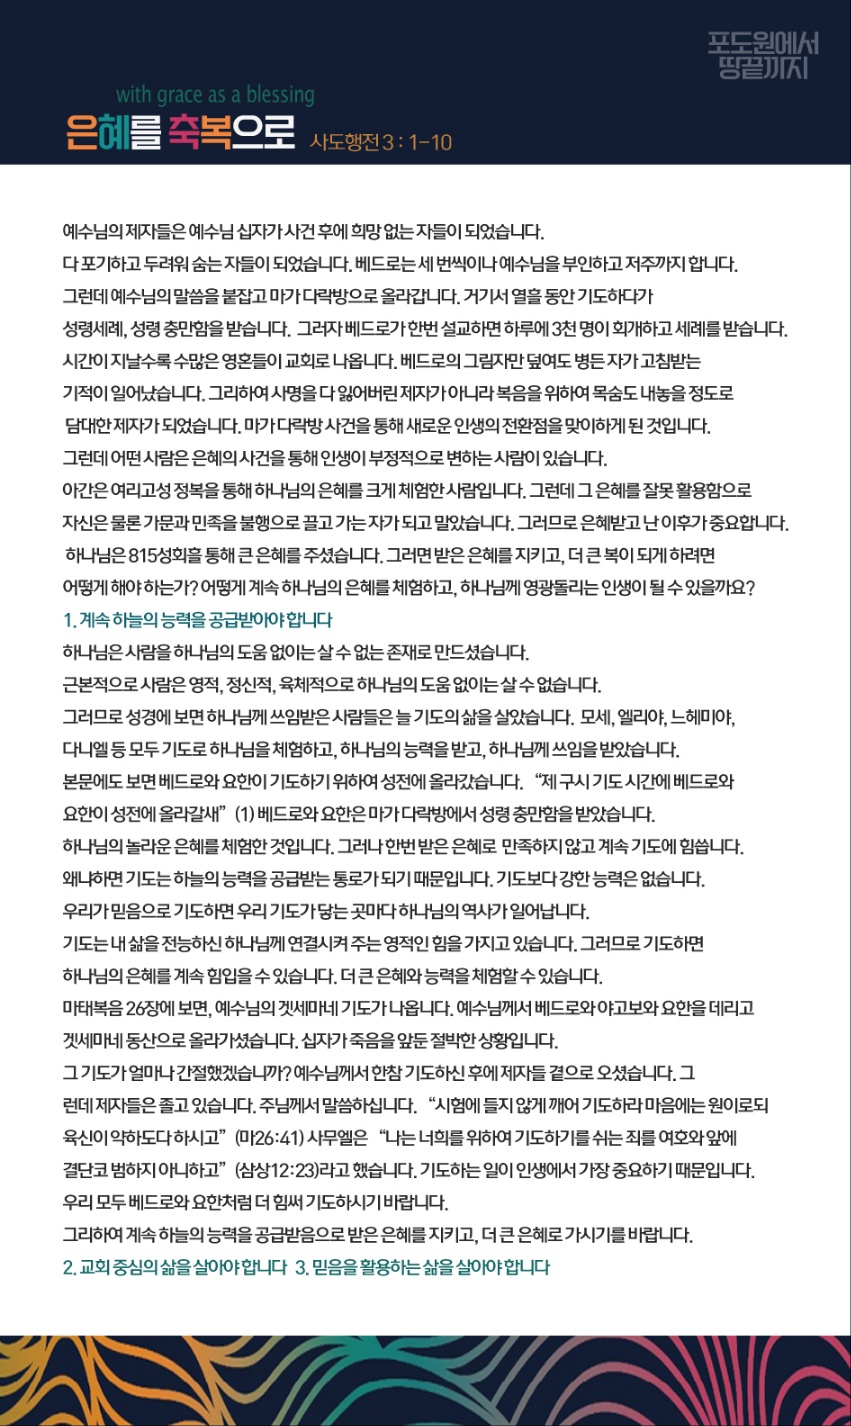 포도원에서
땅끝까지
with grace as a blessing
은혜를 축복으로 사도행전 3 : 1-10
예수님의 제자들은 예수님 십자가 사건 후에 희망 없는 자들이 되었습니다.
다 포기하고 두려워 숨는 자들이 되었습니다. 베드로는 세 번씩이나 예수님을 부인하고 저주까지 합니다.
그런데 예수님의 말씀을 붙잡고 마가 다락방으로 올라갑니다. 거기서 열흘 동안 기도하다가
성령세례, 성령 충만함을 받습니다. 그러자 베드로가 한번 설교하면 하루에 3천 명이 회개하고 세례를 받습니다.
시간이 지날수록 수많은 영혼들이 교회로 나옵니다. 베드로의 그림자만 덮여도 병든 자가 고침받는
기적이 일어났습니다. 그리하여 사명을 다 잃어버린 제자가 아니라 복음을 위하여 목숨도 내놓을 정도로
담대한 제자가 되었습니다. 마가 다락방 사건을 통해 새로운 인생의 전환점을 맞이하게 된 것입니다.
그런데 어떤 사람은 은혜의 사건을 통해 인생이 부정적으로 변하는 사람이 있습니다.
아간은 여리고성 정복을 통해 하나님의 은혜를 크게 체험한 사람입니다. 그런데 그 은혜를 잘못 활용함으로
자신은 물론 가문과 민족을 불행으로 끌고 가는 자가 되고 말았습니다. 그러므로 은혜받고 난 이후가 중요합니다.
하나님은 815성회흘 통해 큰 은혜를 주셨습니다. 그러면 받은 은혜를 지키고, 더 큰 복이 되게 하려면
어떻게 해야 하는가? 어떻게 계속 하나님의 은혜를 체험하고, 하나님께 영광돌리는 인생이 될 수 있을까요?
1. 계속 하늘의 능력을 공급받아야 합니다
하나님은 사람을 하나님의 도움 없이는 살 수 없는 존재로 만드셨습니다.
근본적으로 사람은 영적, 정신적, 육체적으로 하나님의 도움 없이는 살 수 없습니다.
그러므로 성경에 보면 하나님께 쓰임받은 사람들은 늘 기도의 삶을 살았습니다. 모세, 엘리야, 느헤미야,
다니엘 등 모두 기도로 하나님을 체험하고, 하나님의 능력을 받고, 하나님께 쓰임을 받았습니다.
본문에도 보면 베드로와 요한이 기도하기 위하여 성전에 올라갔습니다. “제 구시 기도 시간에 베드로와
요한이 성전에 올라갈새” (1) 베드로와 요한은 마가 다락방에서 성령 충만함을 받았습니다.
하나님의 놀라운 은혜를 체험한 것입니다. 그러나 한번 받은 은혜로 만족하지 않고 계속 기도에 힘씁니다.
왜냐하면 기도는 하늘의 능력을 공급받는 통로가 되기 때문입니다. 기도보다 강한 능력은 없습니다.
우리가 믿음으로 기도하면 우리 기도가 닿는 곳마다 하나님의 역사가 일어납니다.
기도는 내 삶을 전능하신 하나님께 연결시켜 주는 영적인 힘을 가지고 있습니다. 그러므로 기도하면
하나님의 은혜를 계속 힘입을 수 있습니다. 더 큰 은혜와 능력을 체험할 수 있습니다.
마태복음 26장에 보면, 예수님의 겟세마네 기도가 나옵니다. 예수님께서 베드로와 야고보와 요한을 데리고
겟세마네 동산으로 올라가셨습니다. 십자가 죽음을 앞둔 절박한 상황입니다.
그 기도가 얼마나 간절했겠습니까? 예수님께서 한참 기도하신 후에 제자들 곁으로 오셨습니다. 그
런데 제자들은 졸고 있습니다. 주님께서 말씀하십니다. “시험에 들지 않게 깨어 기도하라 마음에는 원이로되
육신이 약하도다 하시고” (마26:41) 사무엘은 “나는 너희를 위하여 기도하기를 쉬는 죄를 여호와 앞에
결단코 범하지 아니하고” (삼상12:23)라고 했습니다. 기도하는 일이 인생에서 가장 중요하기 때문입니다.
우리 모두 베드로와 요한처럼 더 힘써 기도하시기 바랍니다.
그리하여 계속 하늘의 능력을 공급받음으로 받은 은혜를 지키고, 더 큰 은혜로 가시기를 바랍니다.
2. 교회 중심의 삶을 살아야 합니다 3. 믿음을 활용하는 삶을 살아야 합니다